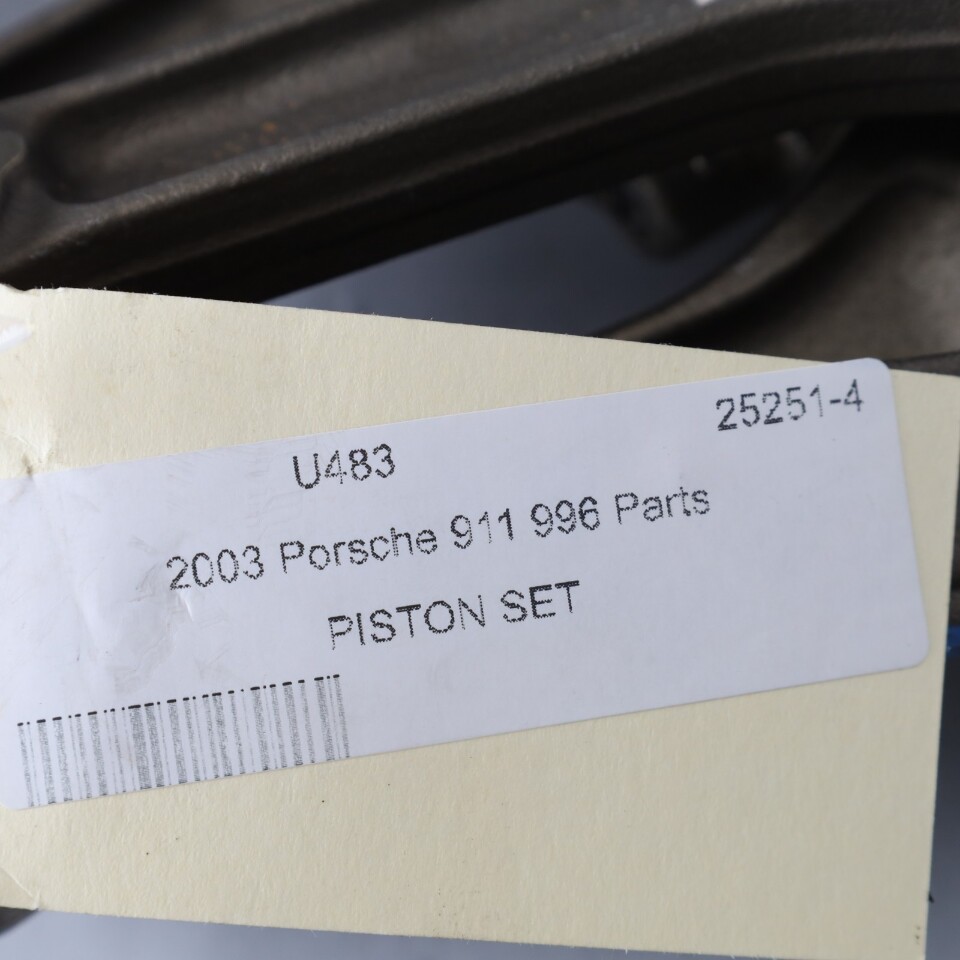 U483 25251-4
2003 Porsche 911 996 Parts
PISTON SET